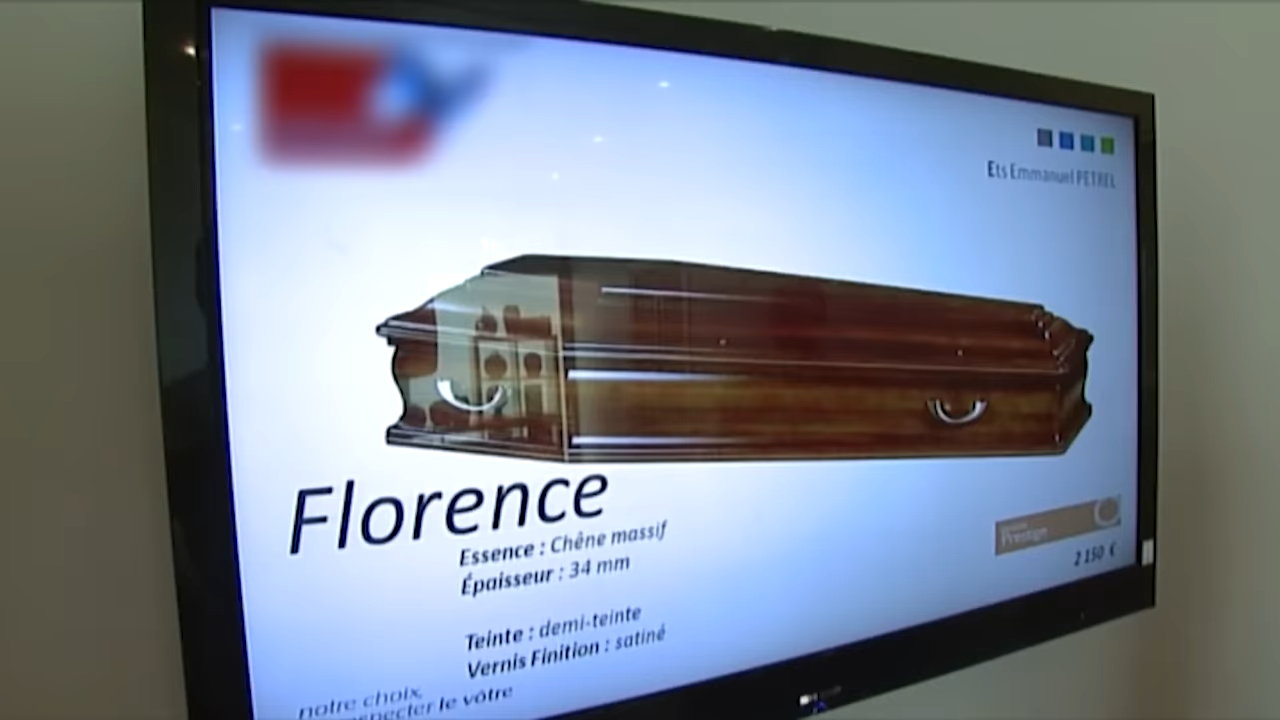 Ets Emmanuel PETREL
Florence
Essence : Chêne massif
Épaisseur : 34 mm
Prestige
2 150 €
Teinte : demi-teinte
Vernis Finition : satiné
notre choix,
le vôtre